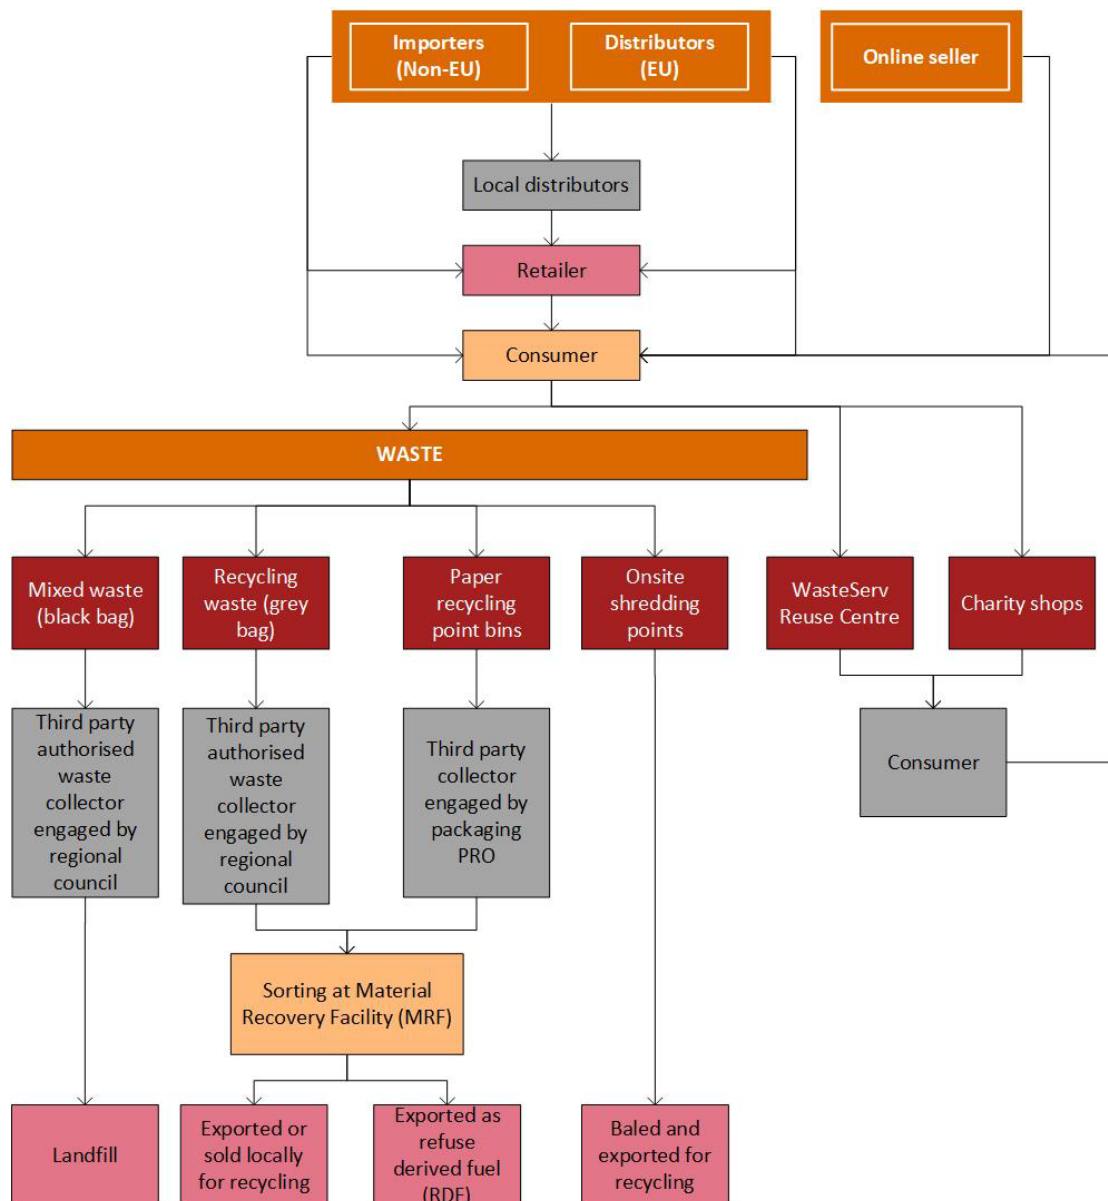 Importers
(Non-EU)
Distributors
(EU)
Online seller
Local distributors
Retailer
Consumer
WASTE
Mixed waste
(black bag)
Recycling
waste (grey
bag)
Paper
recycling
point bins
Onsite
shredding
points
WasteServ
Reuse Centre
Charity shops
Third party
authorised
waste
collector
engaged by
regional
council
Third party
authorised
waste
collector
engaged by
regional
council
Third party
collector
engaged by
packaging
PRO
Consumer
Sorting at Material
Recovery Facility (MRF)
Landfill
Exported or
sold locally
for recycling
Exported as
refuse
derived fuel
(RDF)
Baled and
exported for
recycling